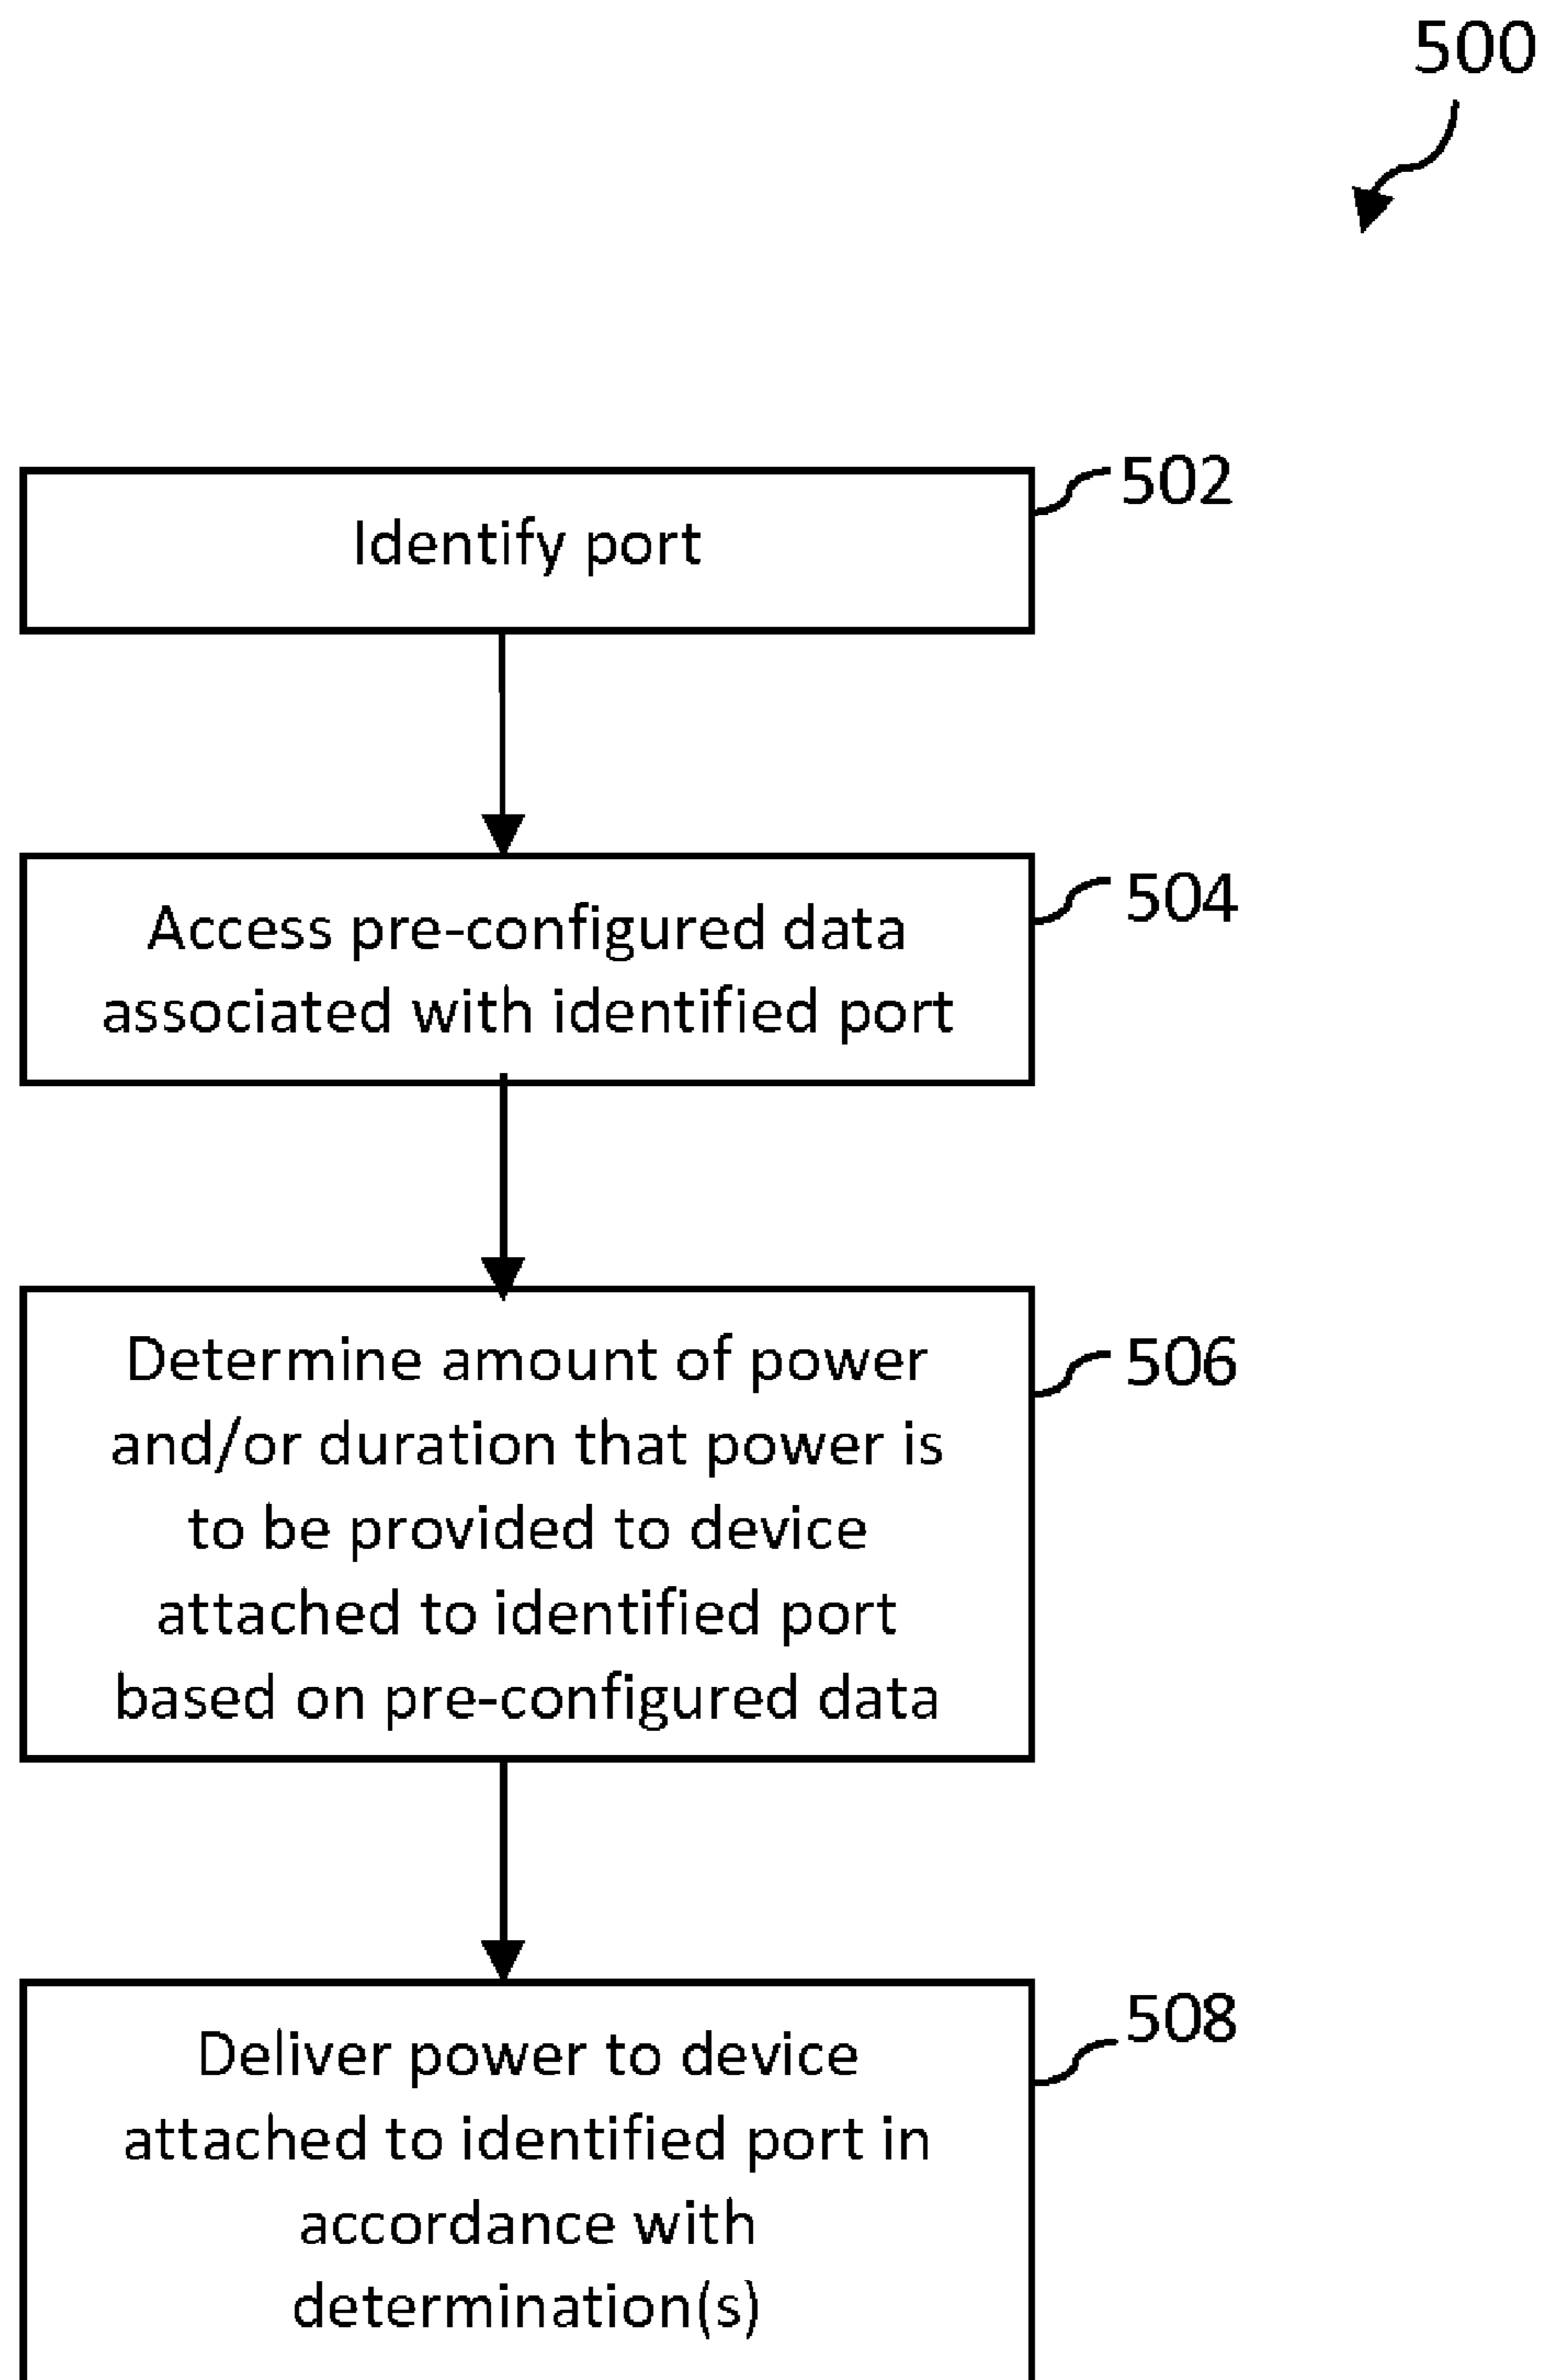 500
Identify port
502
Access pre-configured data
associated with identified port
504
Determine amount of power
and/or duration that power is
to be provided to device
attached to identified port
based on pre-configured data
506
Deliver power to device
attached to identified port in
accordance with
determination(s)
508